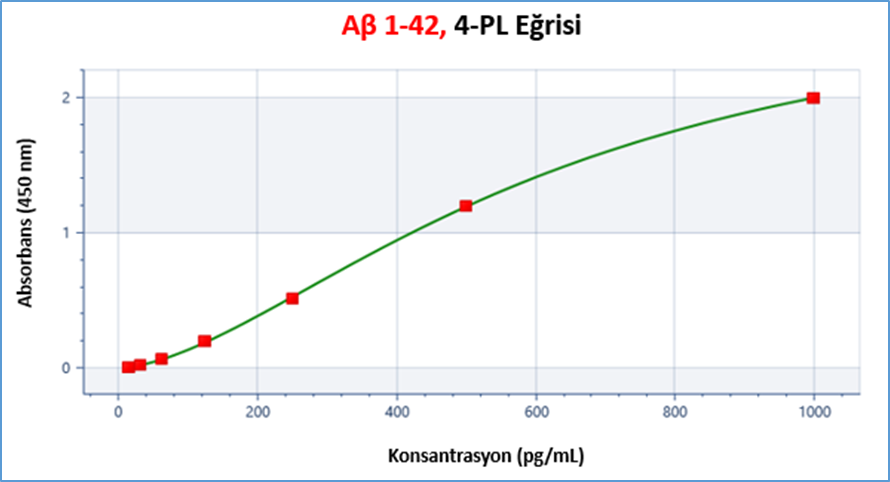 Aβ 1-42, 4-PL Eğrisi
2
1
0
Absorbans (450 nm)
0 200 400 600 800 1000
Konsantrasyon (pg/mL)